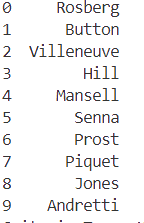 0 Rosberg
1 Button
2 Villeneuve
3 Hill
4 Mansell
5 Senna
6 Prost
7 Piquet
8 Jones
9 Andretti